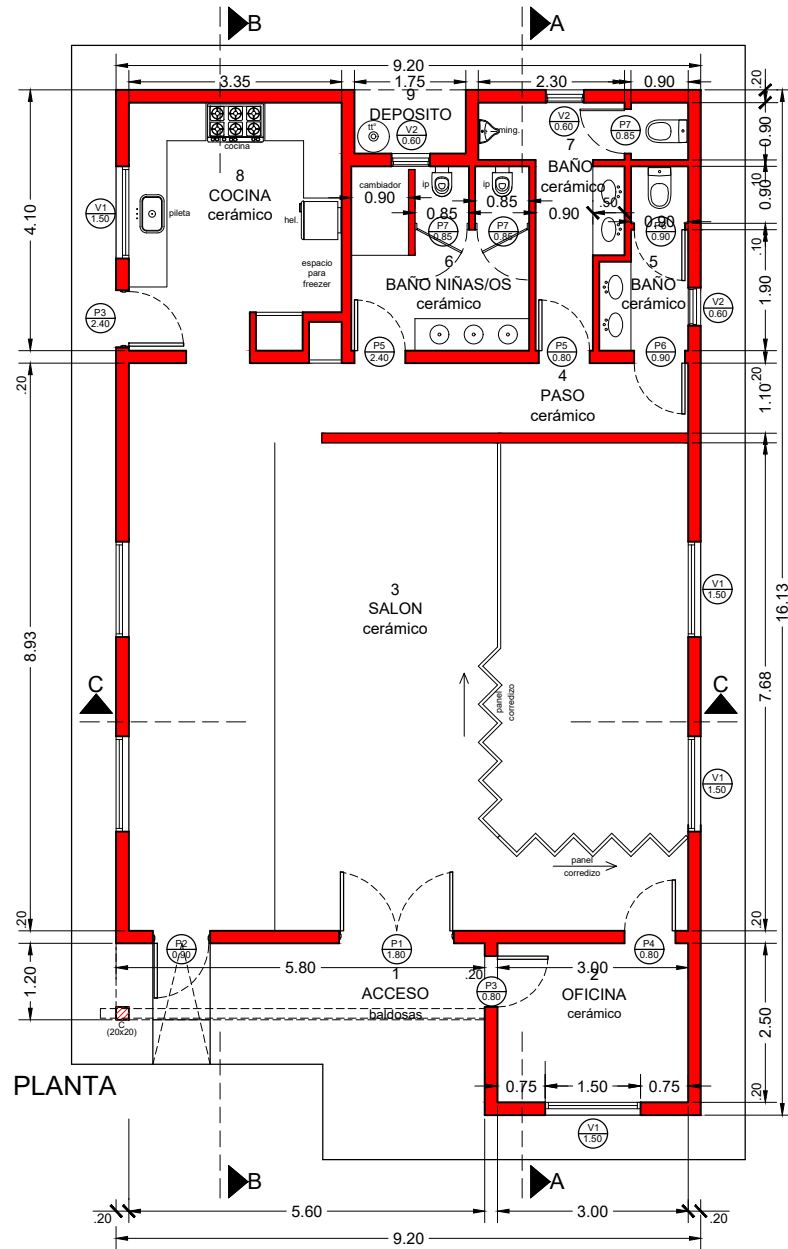 B
A
9.20
3.35
1.75
2.30
0.90
.20
9
DEPOSITO
tt°
V2
0.60
V2
0.60
P7
0.85
ming.
0.90
cocina
7
BAÑO
cerámico
8
COCINA
cerámico
cambiador
0.90
ip
ip
0.85
0.85
0.90
.50
0.90
.10
0.90
V1
1.50
pileta
hel.
P7
0.85
P7
0.85
P6
0.90
.10
4.10
6
BAÑO NIÑAS/OS
cerámico
5
BAÑO
cerámico
espacio
para
freezer
V2
0.60
1.90
P3
2.40
P5
2.40
P5
0.80
P6
0.90
.20
.20
4
PASO
cerámico
1.10
3
SALON
cerámico
V1
1.50
16.13
8.93
C
C
panel
corredizo
7.68
V1
1.50
panel
corredizo
.20
.20
P2
0.90
P1
1.80
P4
0.80
5.80
.20
3.00
1.20
1
ACCESO
baldosas
P3
0.80
2
OFICINA
cerámico
C
(20x20)
2.50
PLANTA
0.75
1.50
0.75
.20
V1
1.50
B
A
.20
5.60
3.00
.20
9.20